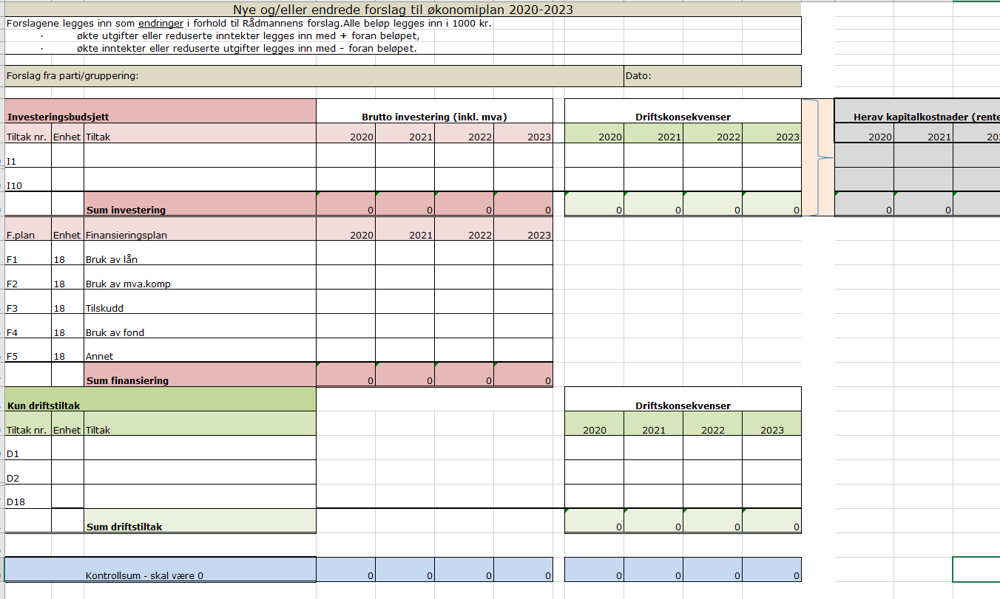 Nye og/eller endrede forslag til økonomiplan 2020-2023
Forslagene legges inn som endringer i forhold til Rådmannens forslag.Alle beløp legges inn i 1000 kr.
· økte utgifter eller reduserte inntekter legges inn med + foran beløpet,
· økte inntekter eller reduserte utgifter legges inn med - foran beløpet.
Forslag fra parti/gruppering: Dato:
Investeringsbudsjett Brutto investering (inkl. mva) Driftskonsekvenser Herav kapitalkostnader (rente
Tiltak nr. Enhet Tiltak 2020 2021 2022 2023 2020 2021 2022 2023 2020 2021 20
I1
I10
Sum investering 0 0 0 0 0 0 0 0 0 0
F.plan Enhet Finansieringsplan 2020 2021 2022 2023
F1 18 Bruk av lån
F2 18 Bruk av mva.komp
F3 18 Tilskudd
F4 18 Bruk av fond
F5 18 Annet
Sum finansiering 0 0 0 0
Kun driftstiltak Driftskonsekvenser
Tiltak nr. Enhet Tiltak 2020 2021 2022 2023
D1
D2
D18
Sum driftstiltak 0 0 0 0
Kontrollsum - skal være 0 0 0 0 0 0 0 0 0